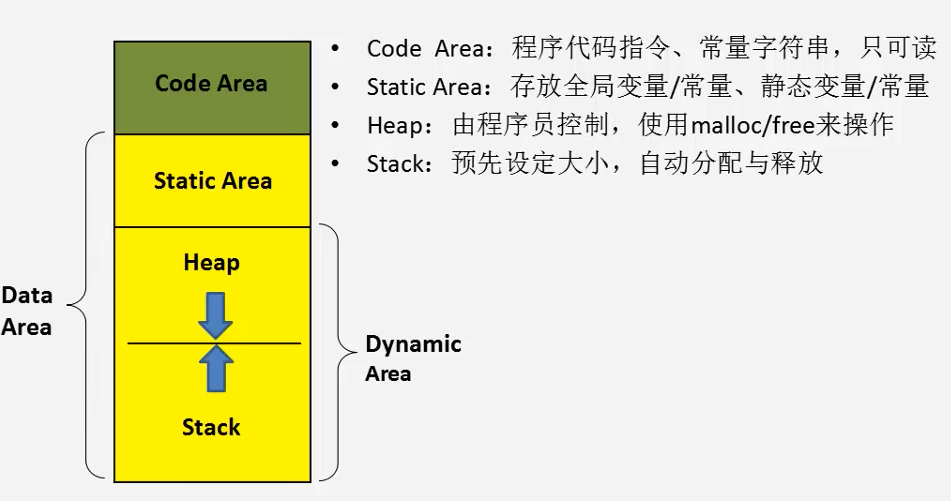 Code Area
Static Area
Heap
Stack
Data
Area
Dynamic
Area
• Code Area：程序代码指令、常量字符串，只可读
• Static Area：存放全局变量/常量、静态变量/常量
• Heap：由程序员控制，使用malloc/free来操作
• Stack：预先设定大小，自动分配与释放